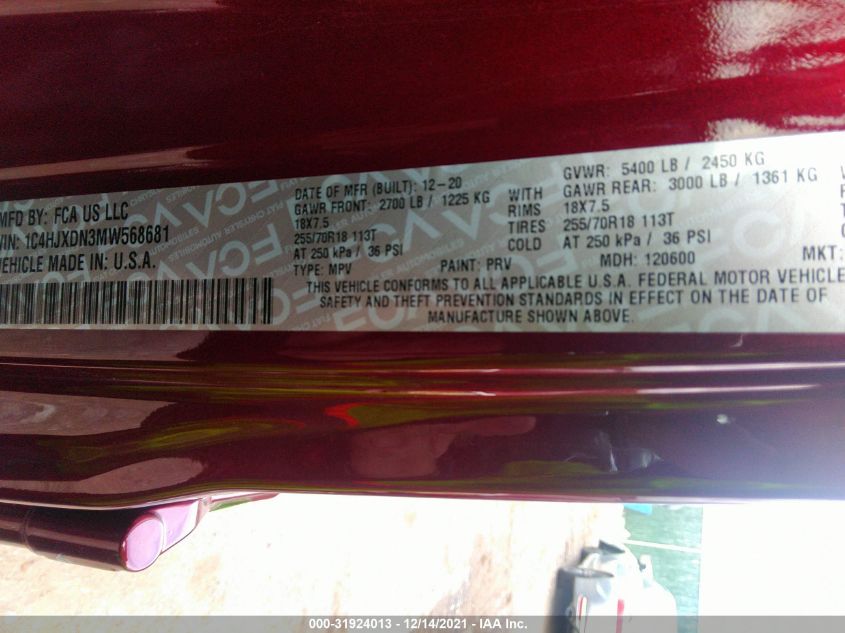 MFD BY: FCA US LLC
VIN: 1C4HJXDN3MW568681
VEHICLE MADE IN: U.S.A.
DATE OF MFR (BUILT): 12-20
GVWR: 5400 LB / 2450 KG
GAWR FRONT: 2700 LB / 1225 KG WITH GAWR REAR: 3000 LB / 1361 KG
18X7.5 RIMS 18X7.5
255/70R18 113T TIRES 255/70R18 113T
AT 250 kPa / 36 PSI COLD AT 250 kPa / 36 PSI
TYPE: MPV PAINT: PRV MDH: 120600 MKT:
THIS VEHICLE CONFORMS TO ALL APPLICABLE U.S.A. FEDERAL MOTOR VEHICLE
SAFETY AND THEFT PREVENTION STANDARDS IN EFFECT ON THE DATE OF
MANUFACTURE SHOWN ABOVE.
000-31924013 - 12/14/2021 - IAA Inc.